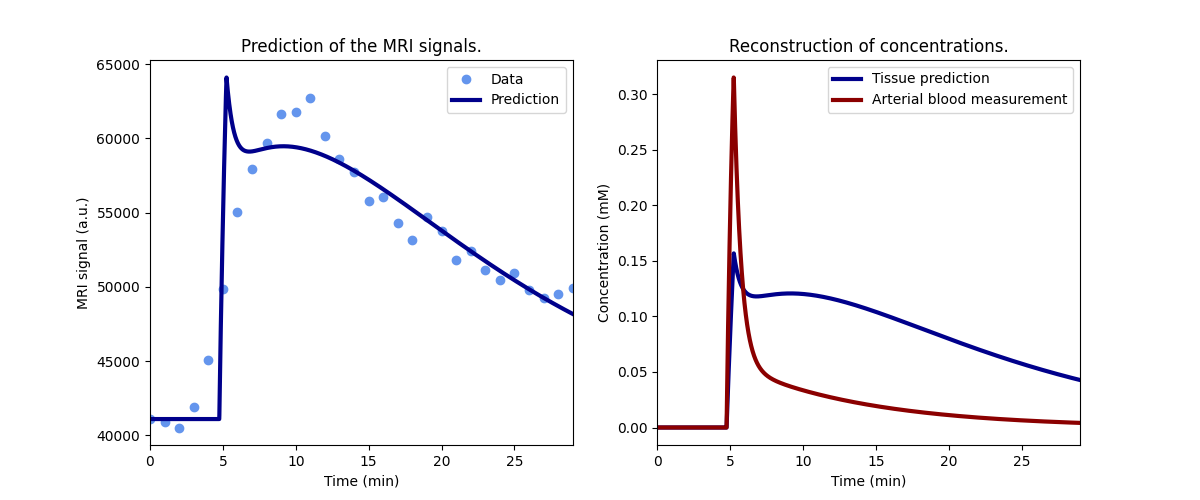 Prediction of the MRI signals.
65000
60000
55000
50000
45000
40000
MRI signal (a.u.)
Data
Prediction
0
5
10
15
20
25
Time (min)
Reconstruction of concentrations.
0.30
0.25
0.20
0.15
0.10
0.05
0.00
Concentration (mM)
Tissue prediction
Arterial blood measurement
0
5
10
15
20
25
Time (min)